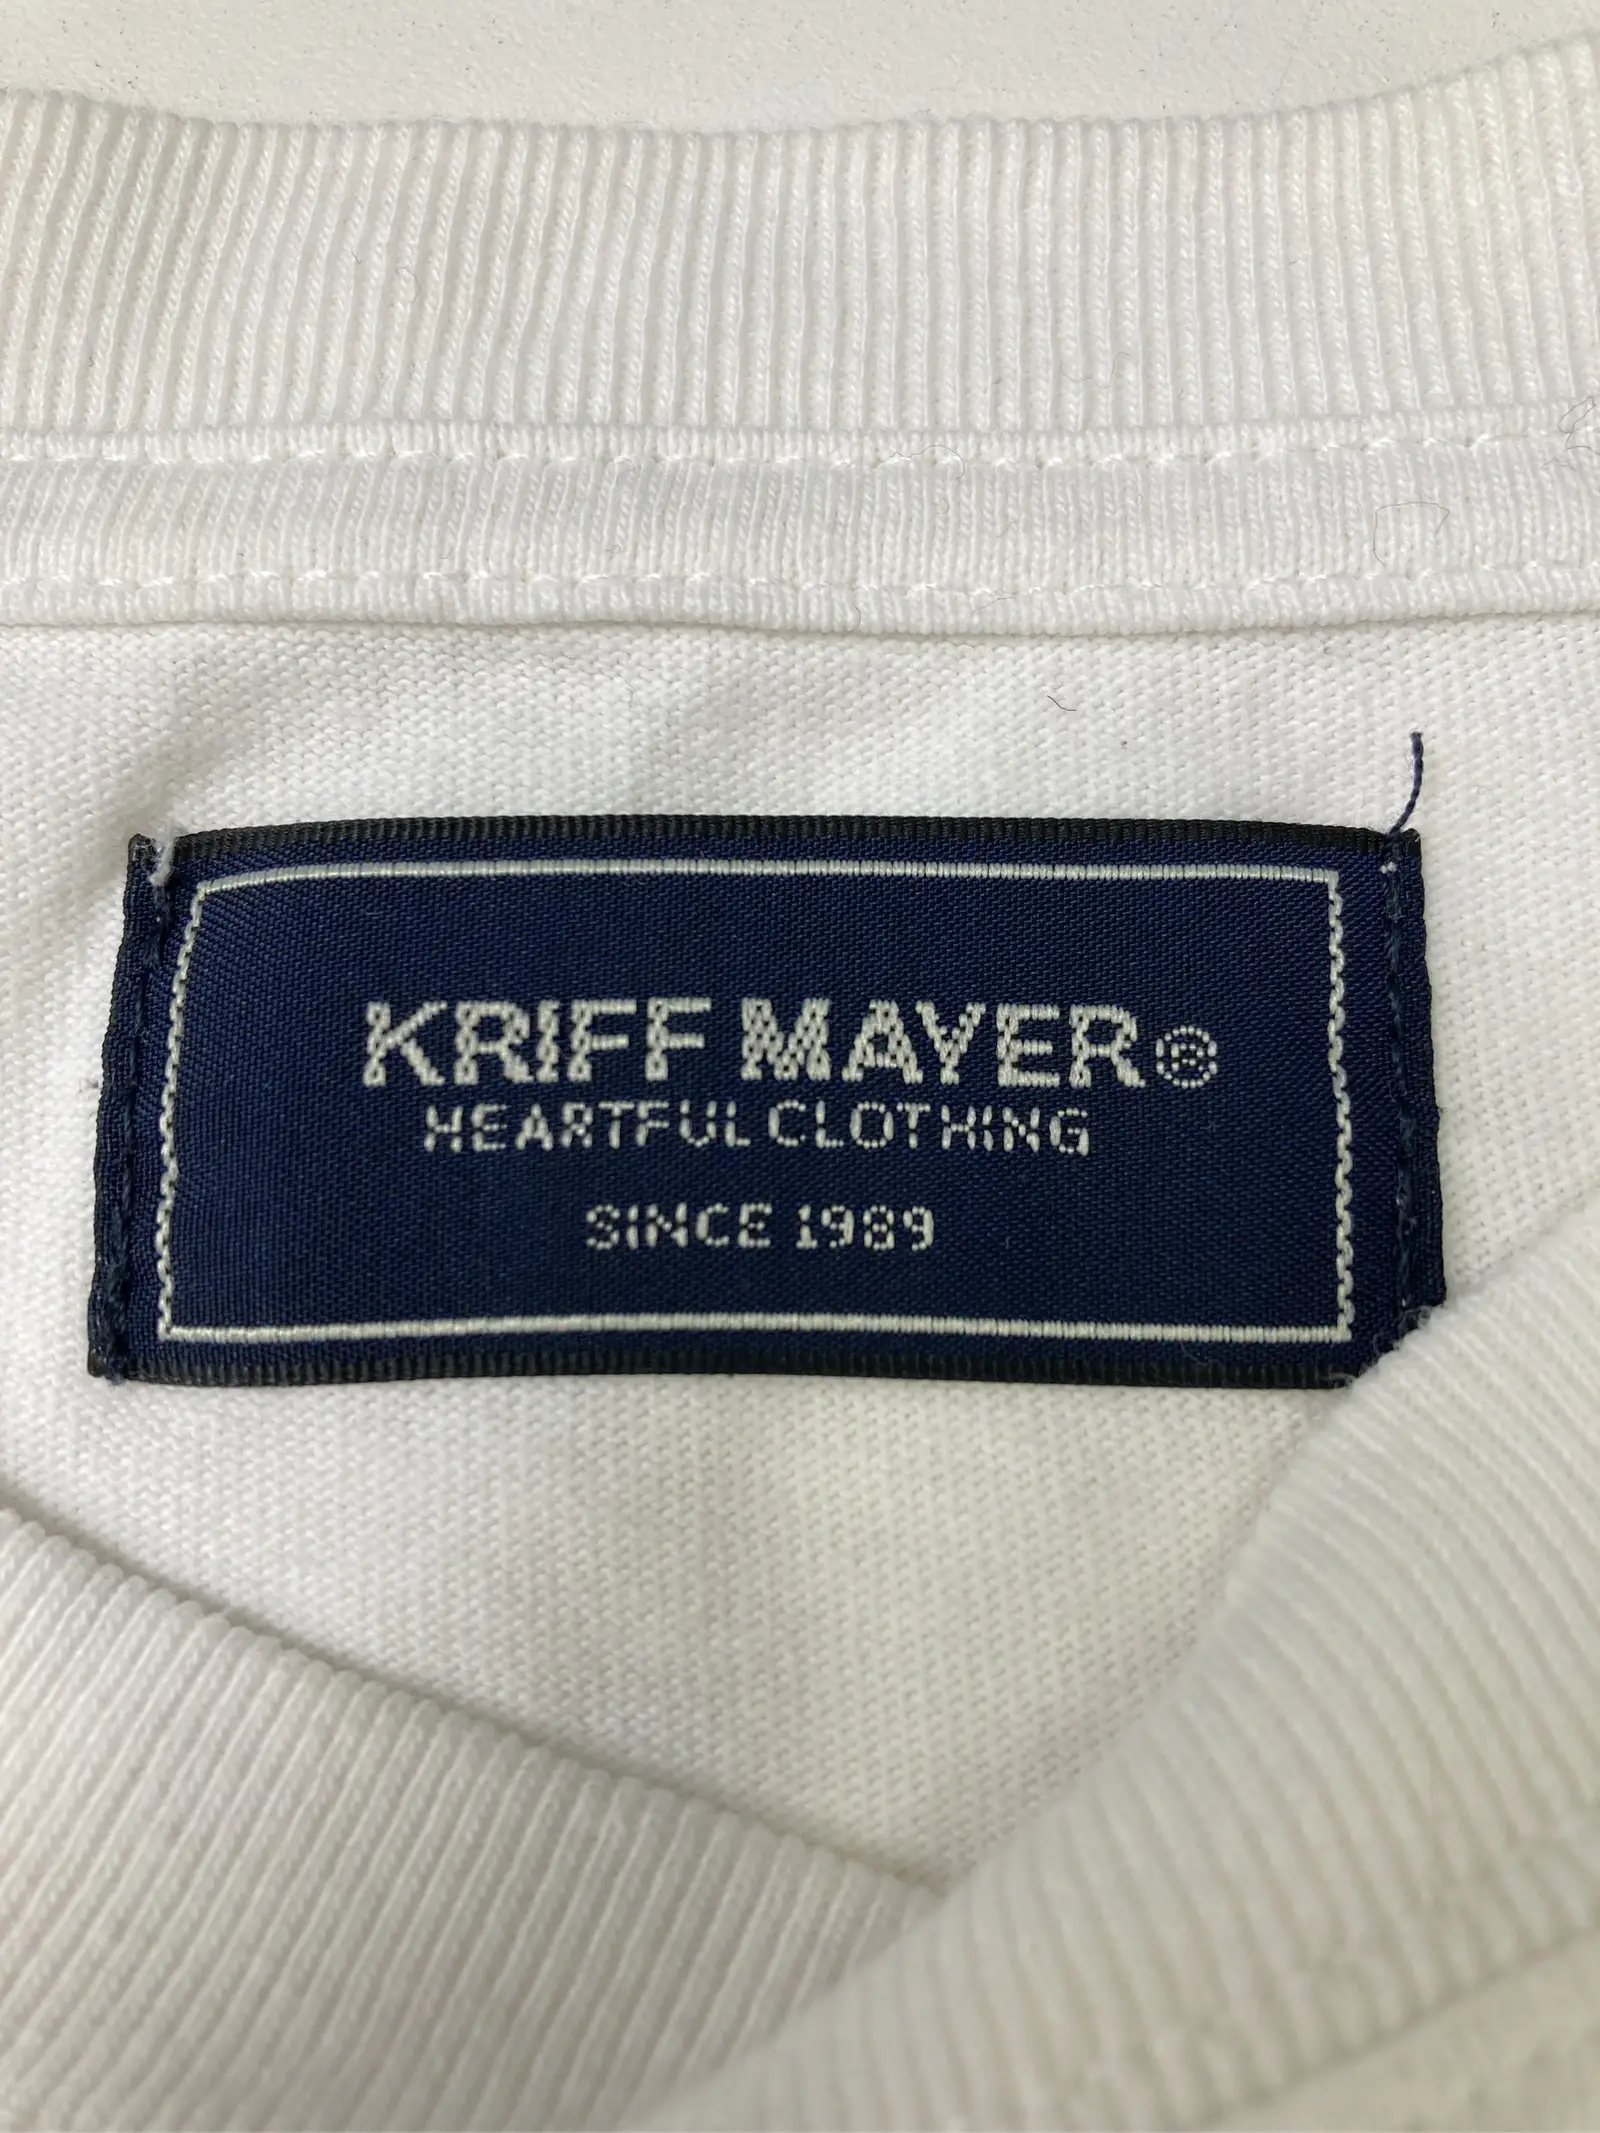 KRIFF MAYER®
HEARTFUL CLOTHING
SINCE 1989